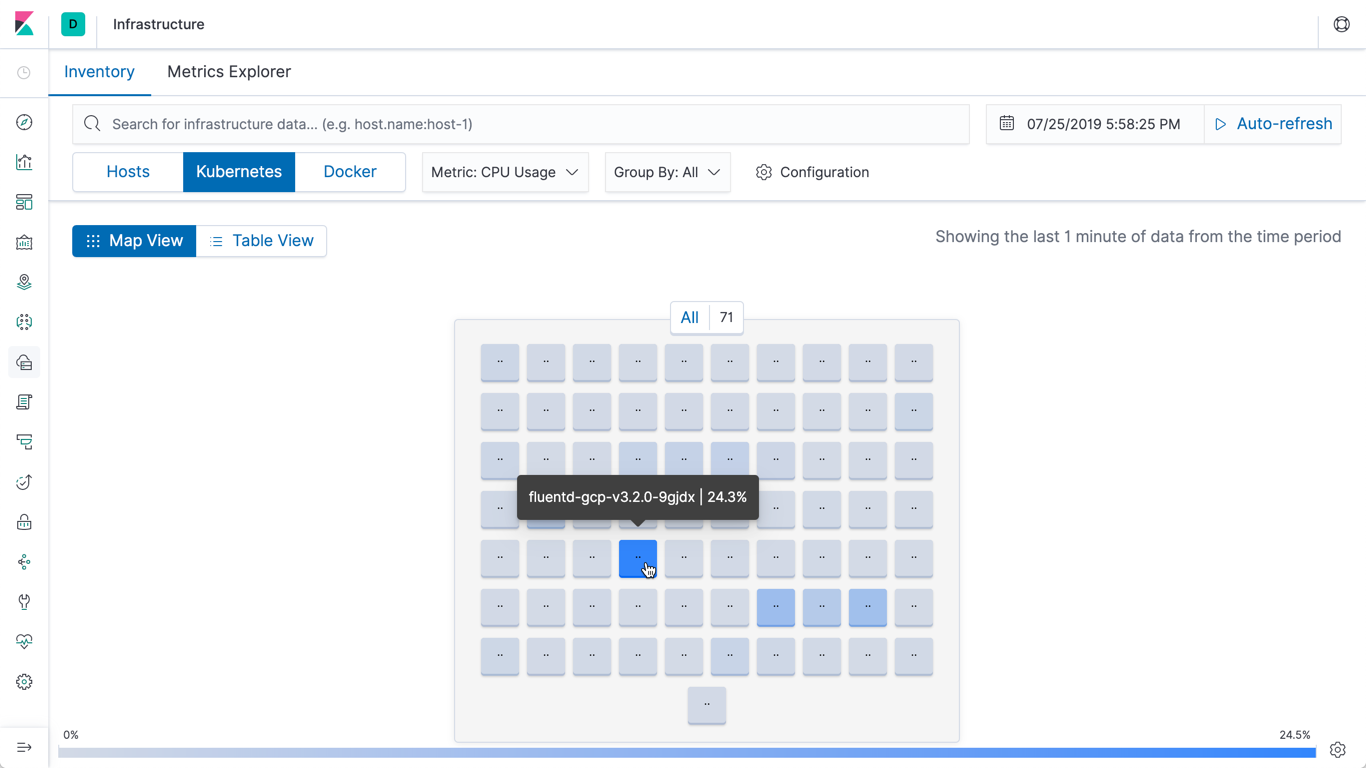 D Infrastructure
Inventory Metrics Explorer
Search for infrastructure data... (e.g. host.name:host-1) 07/25/2019 5:58:25 PM Auto-refresh
Hosts Kubernetes Docker Metric: CPU Usage Group By: All Configuration
Map View Table View Showing the last 1 minute of data from the time period
All 71
.. .. .. .. .. .. .. .. .. ..
.. .. .. .. .. .. .. .. .. ..
.. .. .. .. .. .. .. .. .. ..
fluentd-gcp-v3.2.0-9gjdx | 24.3%
.. .. .. .. ..
.. .. .. .. .. .. .. .. .. ..
.. .. .. .. .. .. .. .. .. ..
.. .. .. .. .. .. .. .. .. ..
..
0% 24.5%